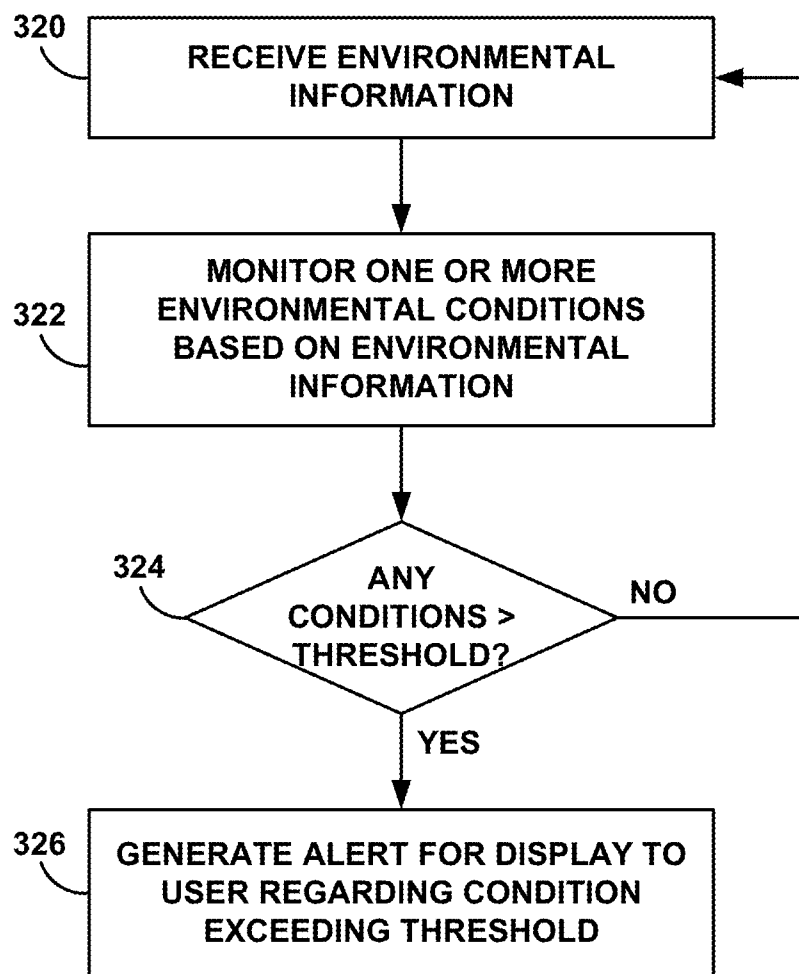 320
RECEIVE ENVIRONMENTAL
INFORMATION
322
MONITOR ONE OR MORE
ENVIRONMENTAL CONDITIONS
BASED ON ENVIRONMENTAL
INFORMATION
324
ANY
CONDITIONS >
THRESHOLD?
NO
YES
326
GENERATE ALERT FOR DISPLAY TO
USER REGARDING CONDITION
EXCEEDING THRESHOLD